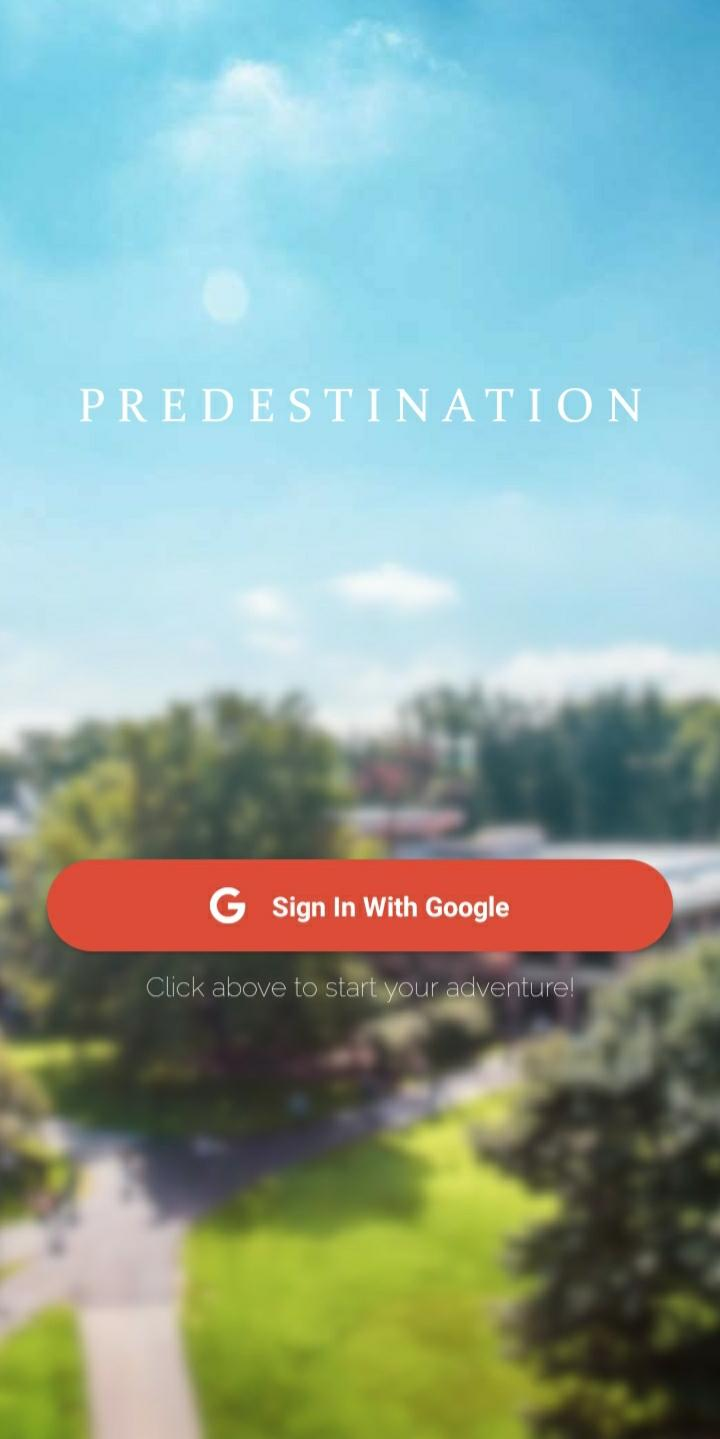 PREDESTINATION
Sign In With Google
Click above to start your adventure!